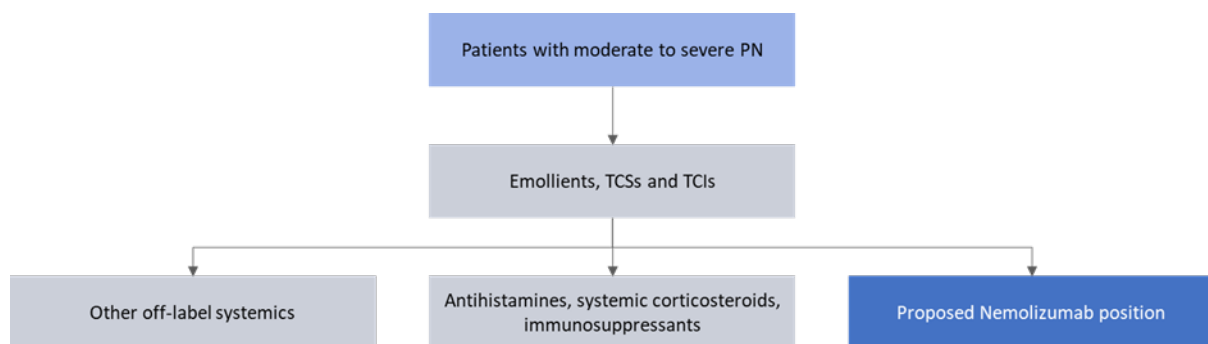 Patients with moderate to severe PN
Emollients, TCSs and TCIs
Other off-label systemics
Antihistamines, systemic corticosteroids,
immunosuppressants
Proposed Nemolizumab position